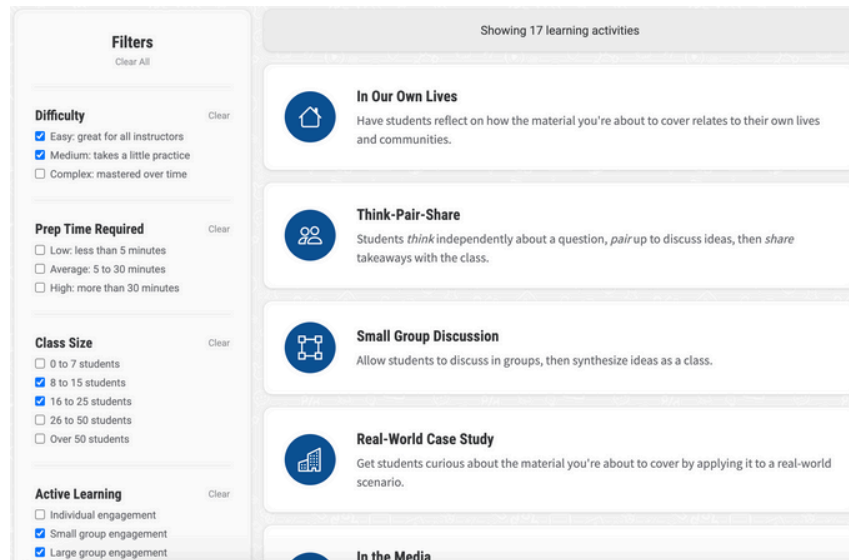 Filters
Clear All
Difficulty
Clear
Easy: great for all instructors
Medium: takes a little practice
Complex: mastered over time
Prep Time Required
Clear
Low: less than 5 minutes
Average: 5 to 30 minutes
High: more than 30 minutes
Class Size
Clear
0 to 7 students
8 to 15 students
16 to 25 students
26 to 50 students
Over 50 students
Active Learning
Clear
Individual engagement
Small group engagement
Large group engagement
Showing 17 learning activities
In Our Own Lives
Have students reflect on how the material you're about to cover relates to their own lives
and communities.
Think-Pair-Share
Students think independently about a question, pair up to discuss ideas, then share
takeaways with the class.
Small Group Discussion
Allow students to discuss in groups, then synthesize ideas as a class.
Real-World Case Study
Get students curious about the material you're about to cover by applying it to a real-world
scenario.
In the Media